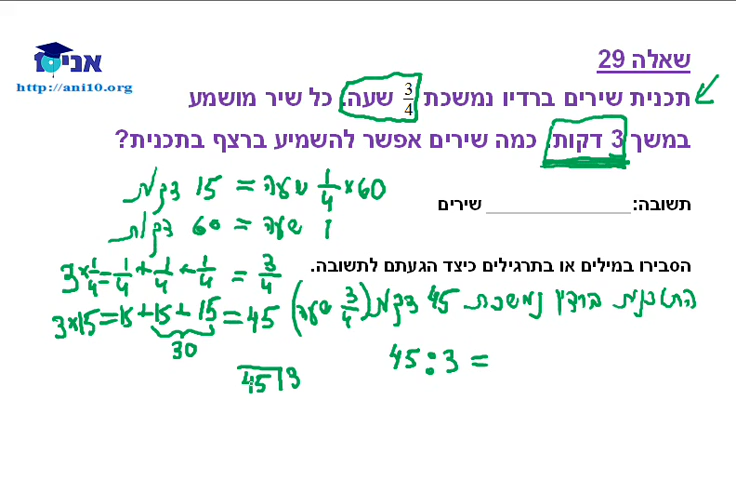 אניס10
http://ani10.org
שאלה 29
תכנית שירים ברדיו נמשכת 3/4 שעה. כל שיר מושמע
במשך 3 דקות. כמה שירים אפשר להשמיע ברצף בתכנית?
60 × 1/4 שעה = 15 דקות
1 שעה = 60 דקות
תשובה: ______________ שירים
3 × 1/4 = 1/4 + 1/4 + 1/4 = 3/4
הסבירו במילים או בתרגילים כיצד הגעתם לתשובה.
התוכנית ברדיו נמשכת 45 דקות (3/4 שעה)
3 × 15 = 15 + 15 + 15 = 45
30
45 : 3 =
45 3